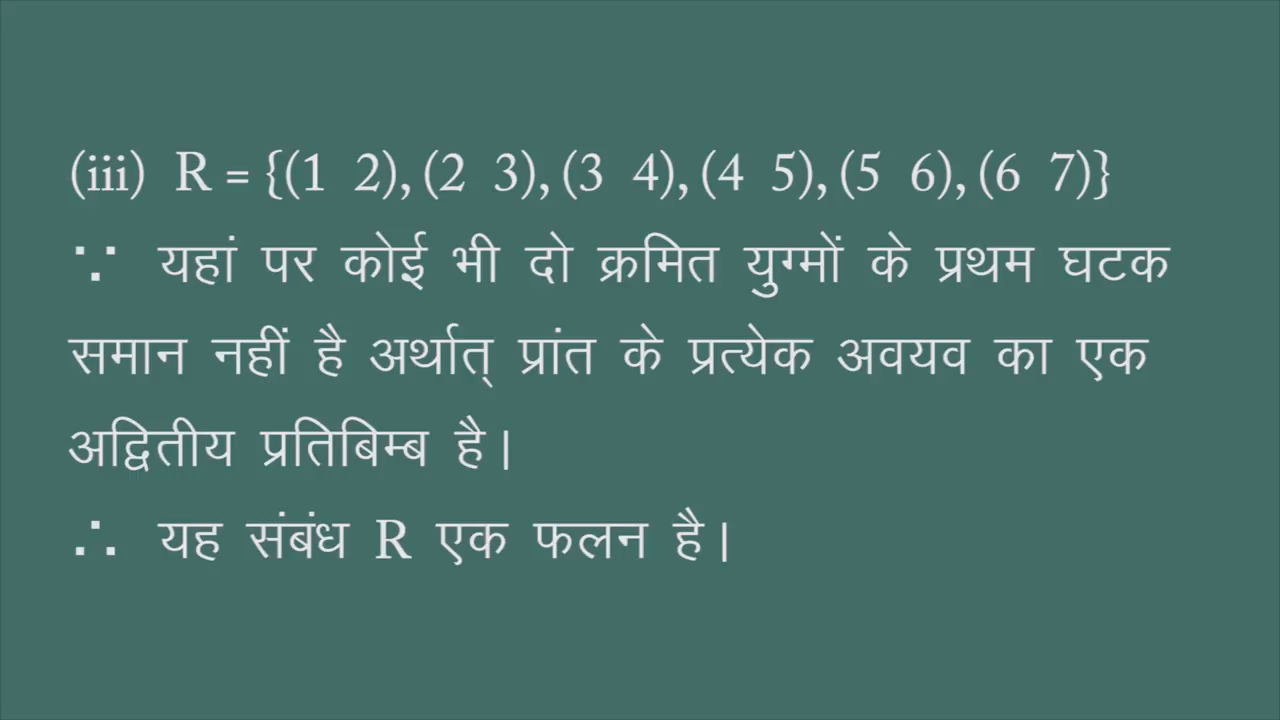 (iii) R = {(1 2), (2 3), (3 4), (4 5), (5 6), (6 7)}
∵ यहां पर कोई भी दो क्रमित युग्मों के प्रथम घटक
समान नहीं है अर्थात् प्रांत के प्रत्येक अवयव का एक
अद्वितीय प्रतिबिम्ब है।
∴ यह संबंध R एक फलन है।